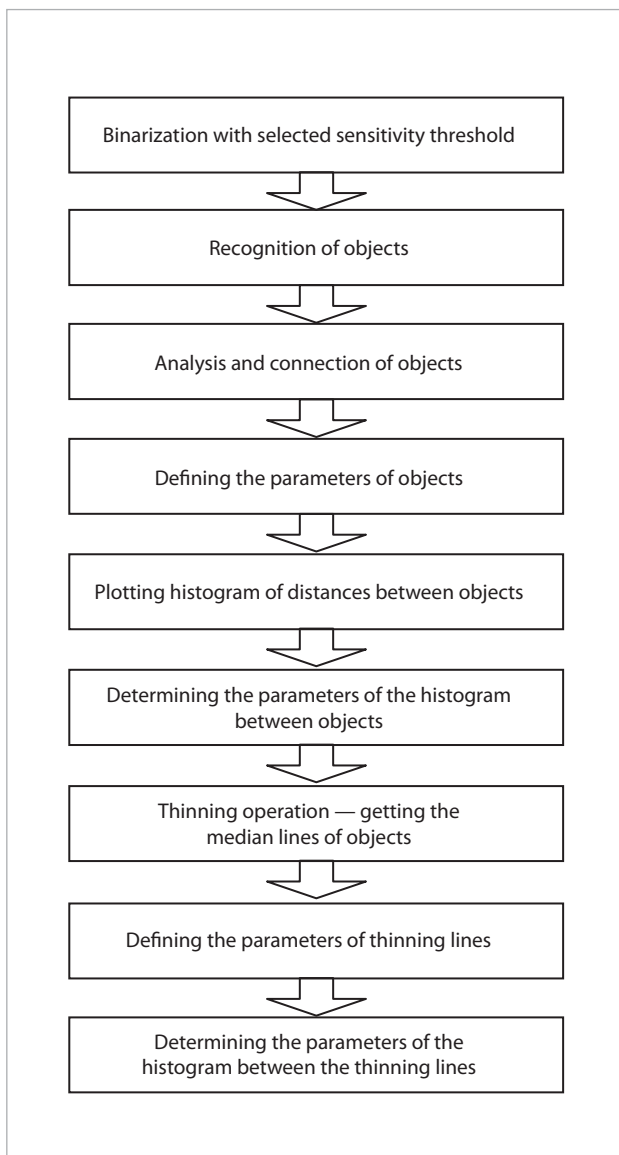 Binarization with selected sensitivity threshold
Recognition of objects
Analysis and connection of objects
Defining the parameters of objects
Plotting histogram of distances between objects
Determining the parameters of the histogram
between objects
Thinning operation — getting the
median lines of objects
Defining the parameters of thinning lines
Determining the parameters of the
histogram between the thinning lines